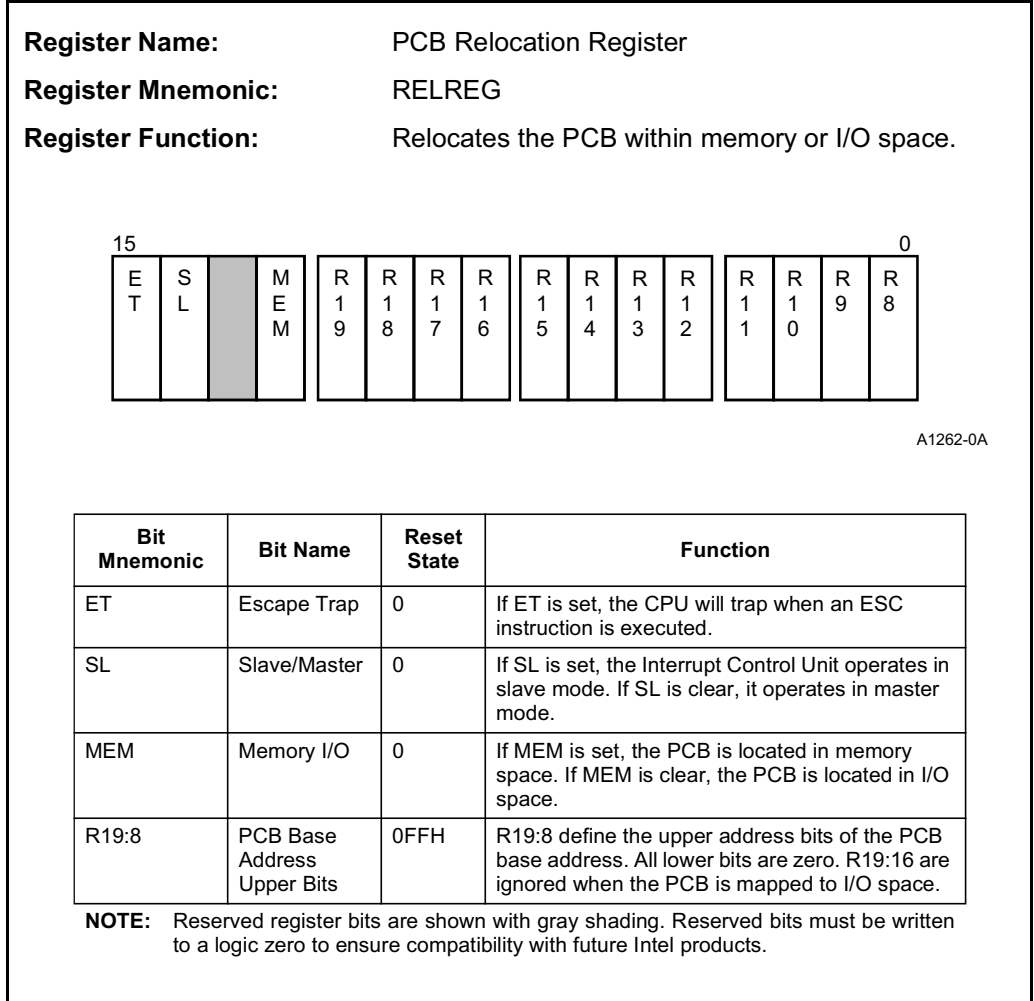 Register Name: PCB Relocation Register
Register Mnemonic: RELREG
Register Function: Relocates the PCB within memory or I/O space.
15 0
E T
S L
M E M
R 1 9
R 1 8
R 1 7
R 1 6
R 1 5
R 1 4
R 1 3
R 1 2
R 1 1
R 1 0
R 9
R 8
A1262-0A
Bit Mnemonic
Bit Name
Reset State
Function
ET
Escape Trap
0
If ET is set, the CPU will trap when an ESC
instruction is executed.
SL
Slave/Master
0
If SL is set, the Interrupt Control Unit operates in
slave mode. If SL is clear, it operates in master
mode.
MEM
Memory I/O
0
If MEM is set, the PCB is located in memory
space. If MEM is clear, the PCB is located in I/O
space.
R19:8
PCB Base
Address
Upper Bits
0FFH
R19:8 define the upper address bits of the PCB
base address. All lower bits are zero. R19:16 are
ignored when the PCB is mapped to I/O space.
NOTE: Reserved register bits are shown with gray shading. Reserved bits must be written
to a logic zero to ensure compatibility with future Intel products.